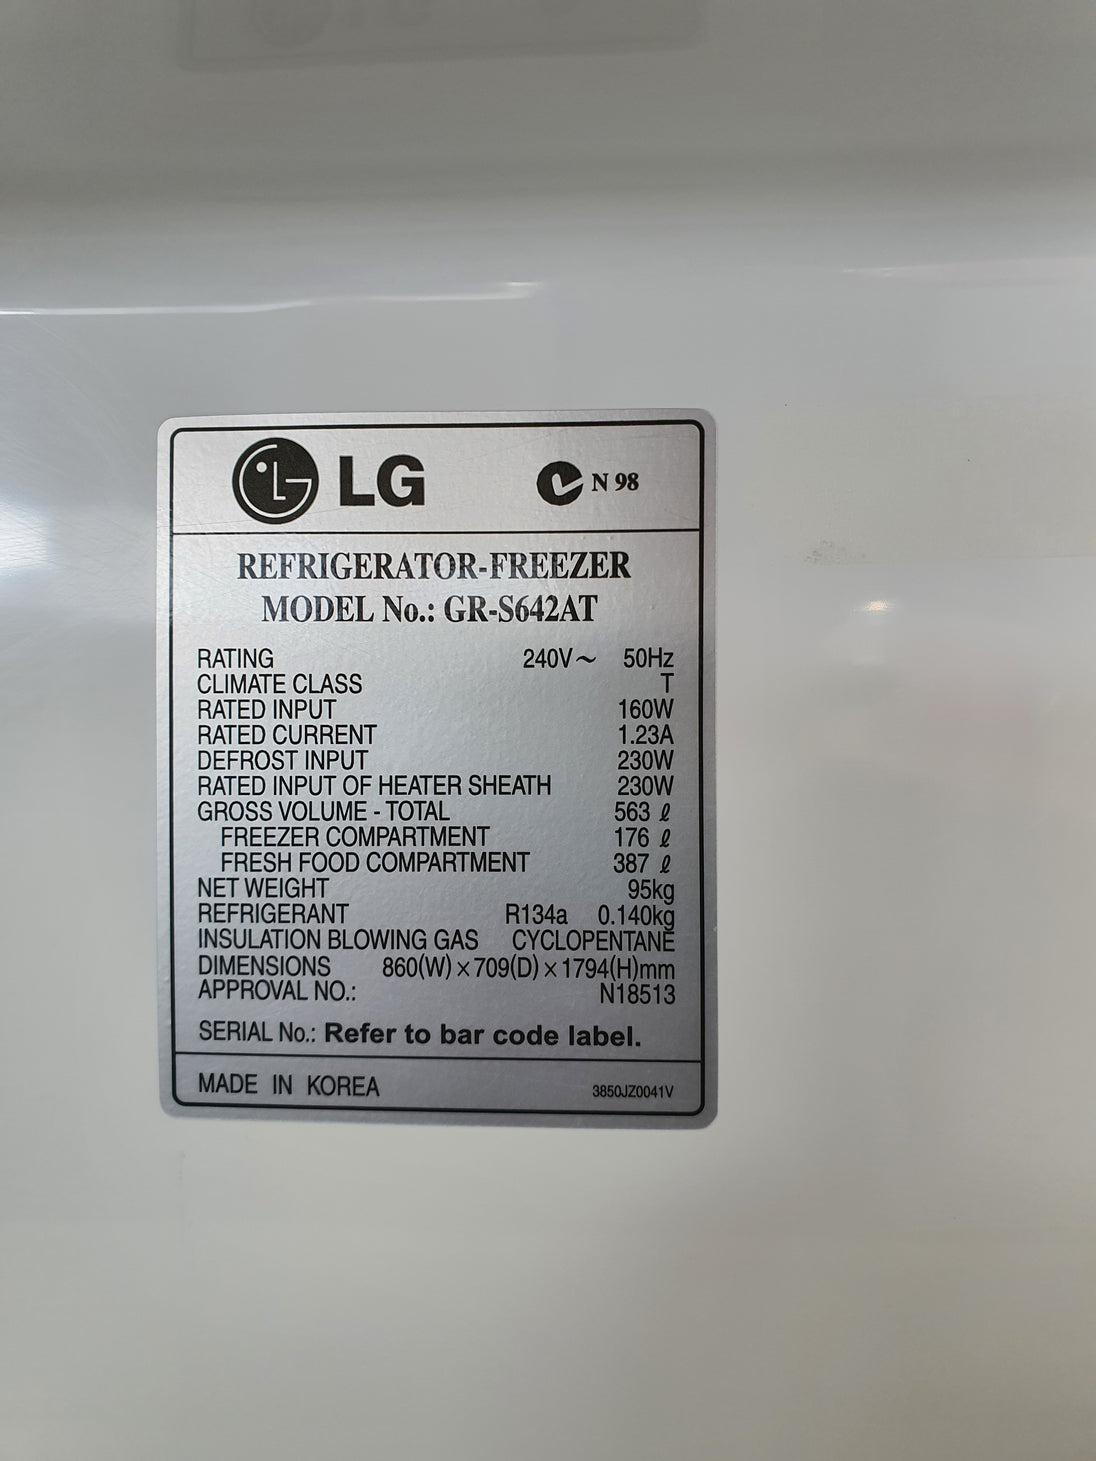 LG N 98
REFRIGERATOR-FREEZER
MODEL No.: GR-S642AT
RATING 240V~ 50Hz
CLIMATE CLASS T
RATED INPUT 160W
RATED CURRENT 1.23A
DEFROST INPUT 230W
RATED INPUT OF HEATER SHEATH 230W
GROSS VOLUME - TOTAL 563 ℓ
FREEZER COMPARTMENT 176 ℓ
FRESH FOOD COMPARTMENT 387 ℓ
NET WEIGHT 95kg
REFRIGERANT R134a 0.140kg
INSULATION BLOWING GAS CYCLOPENTANE
DIMENSIONS 860(W)×709(D)×1794(H)mm
APPROVAL NO.: N18513
SERIAL No.: Refer to bar code label.
MADE IN KOREA 3850JZ0041V